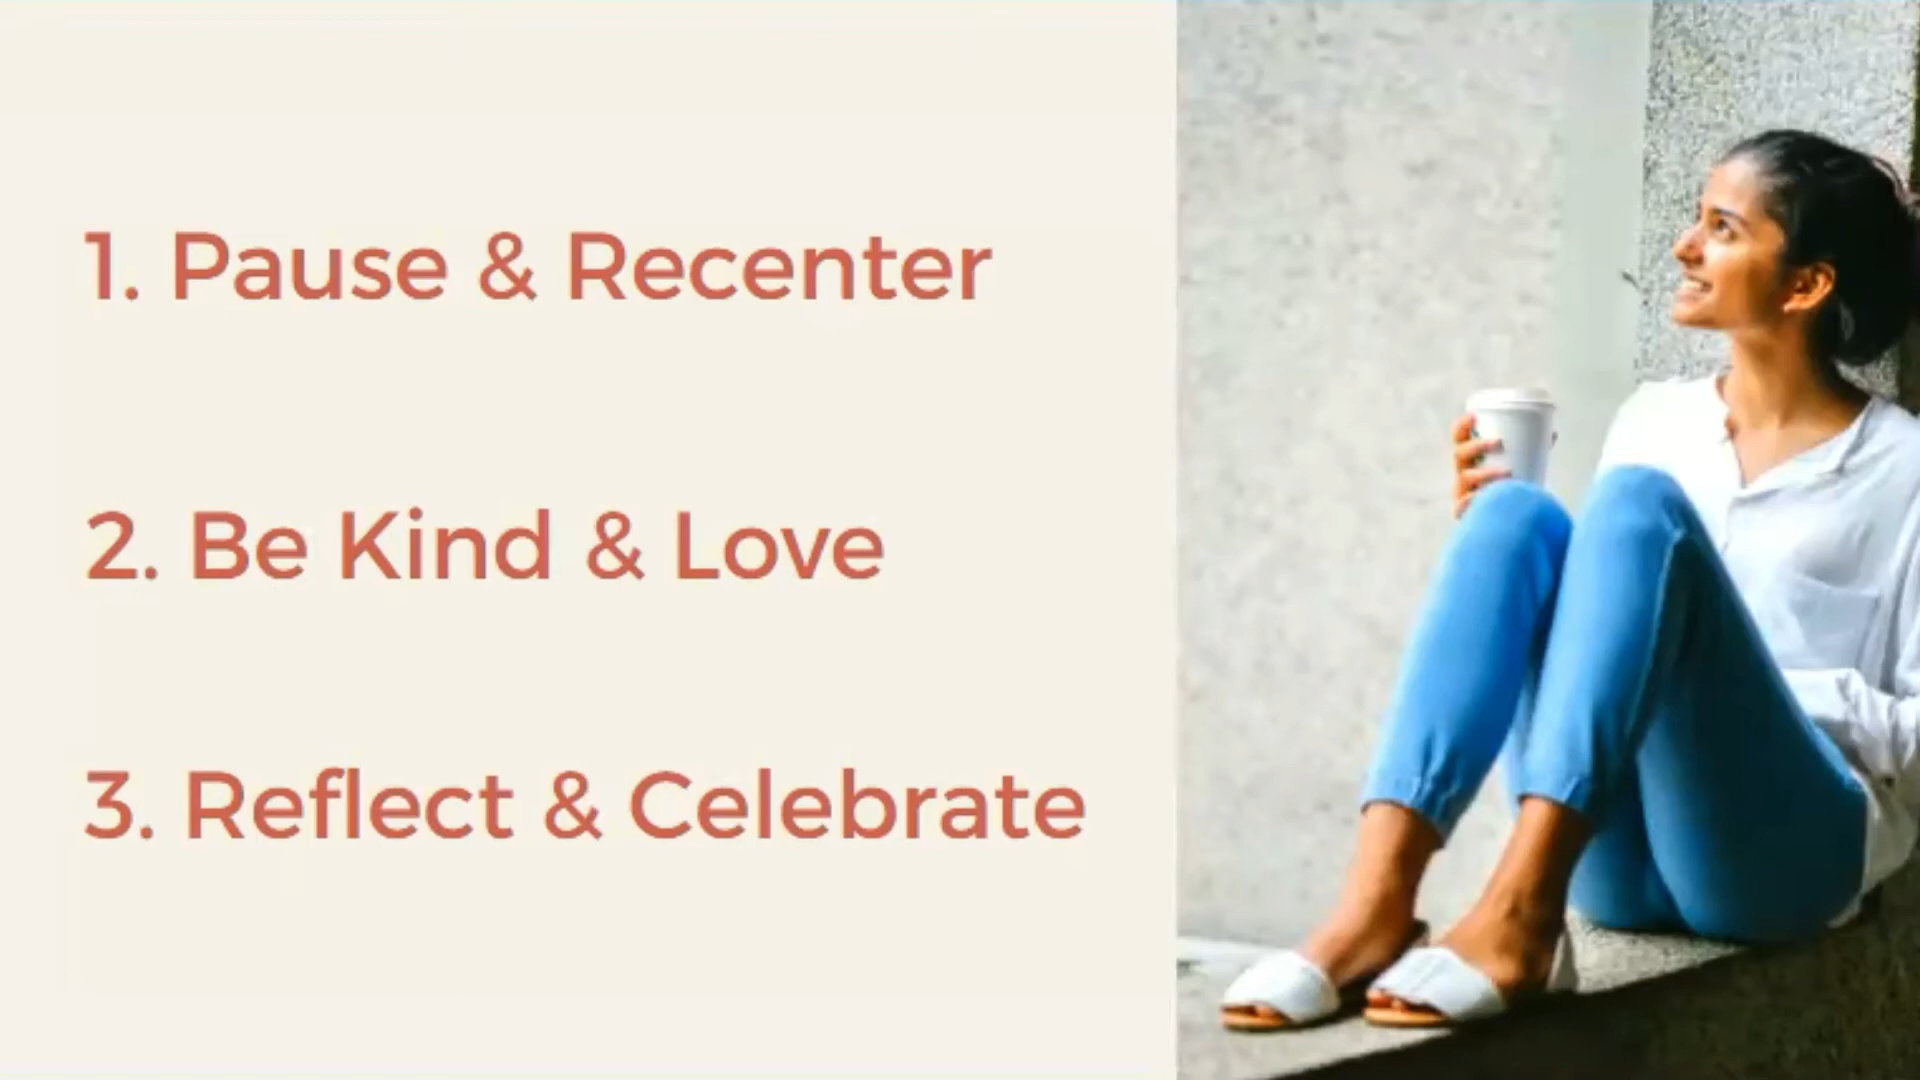 1. Pause & Recenter
2. Be Kind & Love
3. Reflect & Celebrate